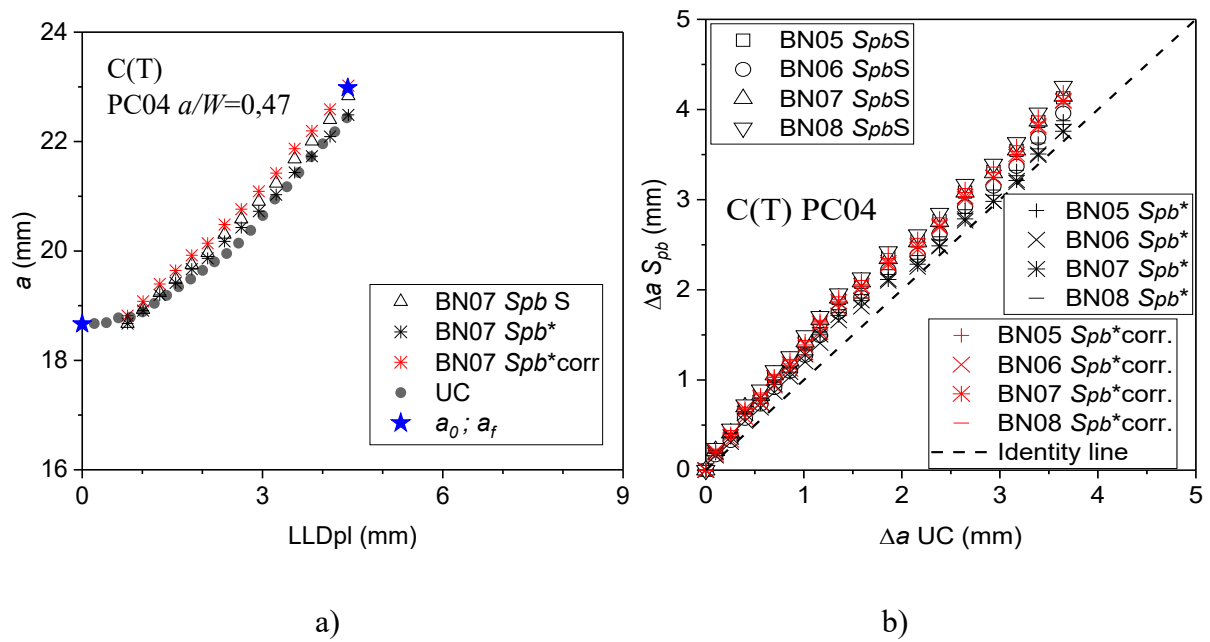 24
22
20
18
16
a (mm)
C(T)
PC04 a/W=0,47
BN07 Spb S
BN07 Spb*
BN07 Spb*corr
UC
a0 ; af
0
3
6
9
LLDpl (mm)
a)
5
4
3
2
1
0
Δa Spb (mm)
BN05 SpbS
BN06 SpbS
BN07 SpbS
BN08 SpbS
C(T) PC04
BN05 Spb*
BN06 Spb*
BN07 Spb*
BN08 Spb*
BN05 Spb*corr.
BN06 Spb*corr.
BN07 Spb*corr.
BN08 Spb*corr.
Identity line
0
1
2
3
4
5
Δa UC (mm)
b)